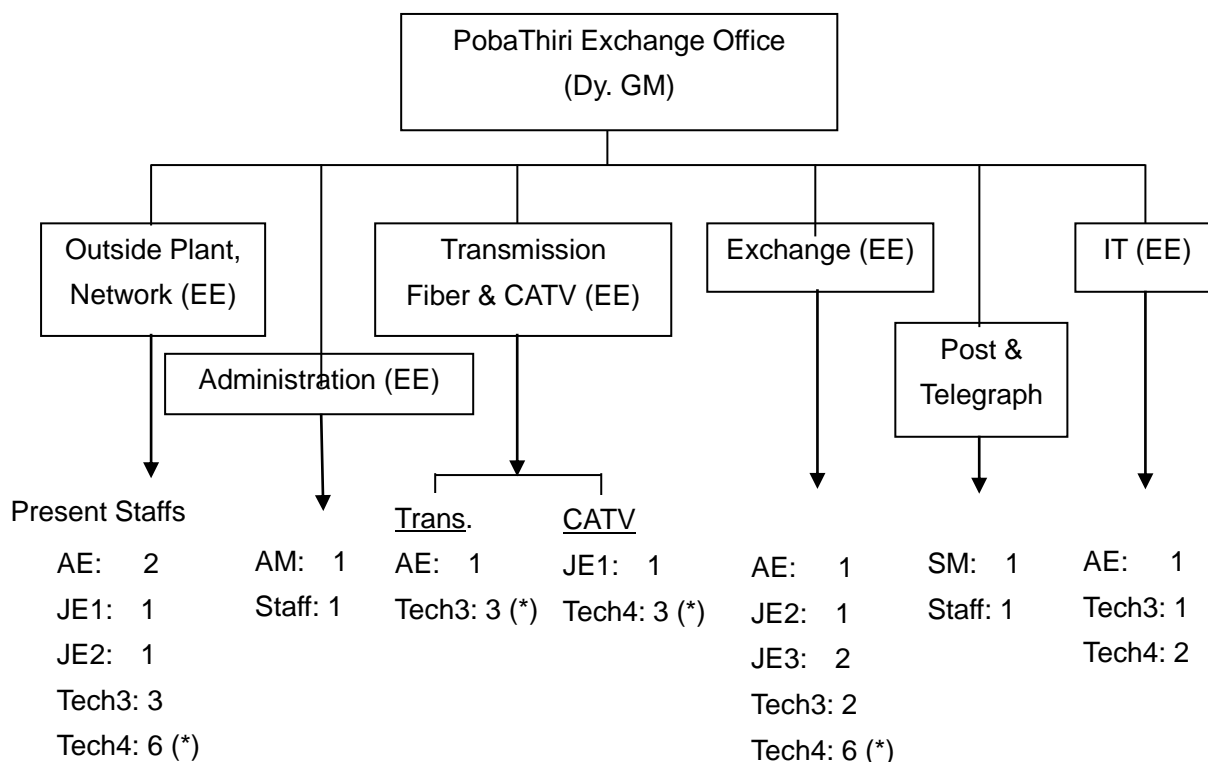 PobaThiri Exchange Office
(Dy. GM)
Outside Plant,
Network (EE)
Administration (EE)
Transmission
Fiber & CATV (EE)
Exchange (EE)
Post &
Telegraph
IT (EE)
Present Staffs
AE: 2
JE1: 1
JE2: 1
Tech3: 3
Tech4: 6 (*)
AM: 1
Staff: 1
Trans.
AE: 1
Tech3: 3 (*)
CATV
JE1: 1
Tech4: 3 (*)
AE: 1
JE2: 1
JE3: 2
Tech3: 2
Tech4: 6 (*)
SM: 1
Staff: 1
AE: 1
Tech3: 1
Tech4: 2